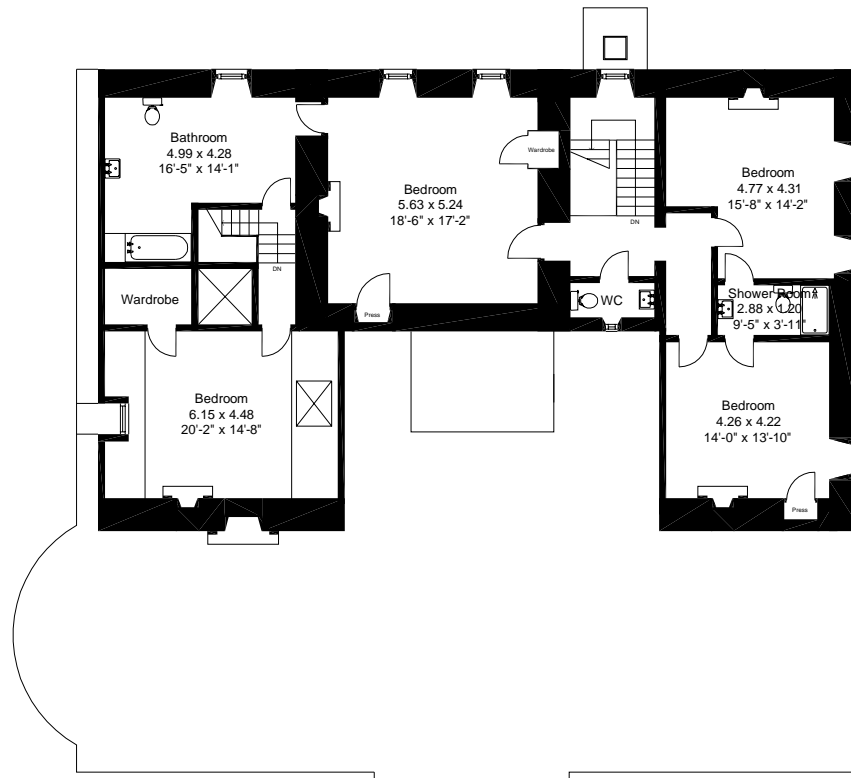 Bathroom
4.99 x 4.28
16'-5" x 14'-1"
Wardrobe
Bedroom
5.63 x 5.24
18'-6" x 17'-2"
Bedroom
4.77 x 4.31
15'-8" x 14'-2"
DN
DN
Wardrobe
Press
WC
Shower Room
2.88 x 1.20
9'-5" x 3'-11"
Bedroom
6.15 x 4.48
20'-2" x 14'-8"
Bedroom
4.26 x 4.22
14'-0" x 13'-10"
Press